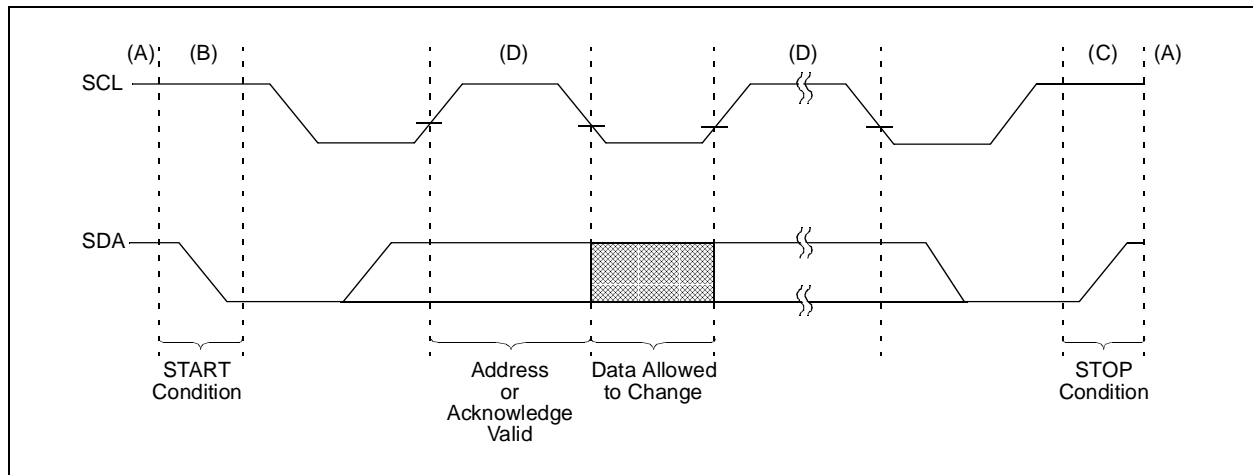 (A) (B) (D) (D) (C) (A)
SCL
SDA
START
Condition
Address
or
Acknowledge
Valid
Data Allowed
to Change
STOP
Condition